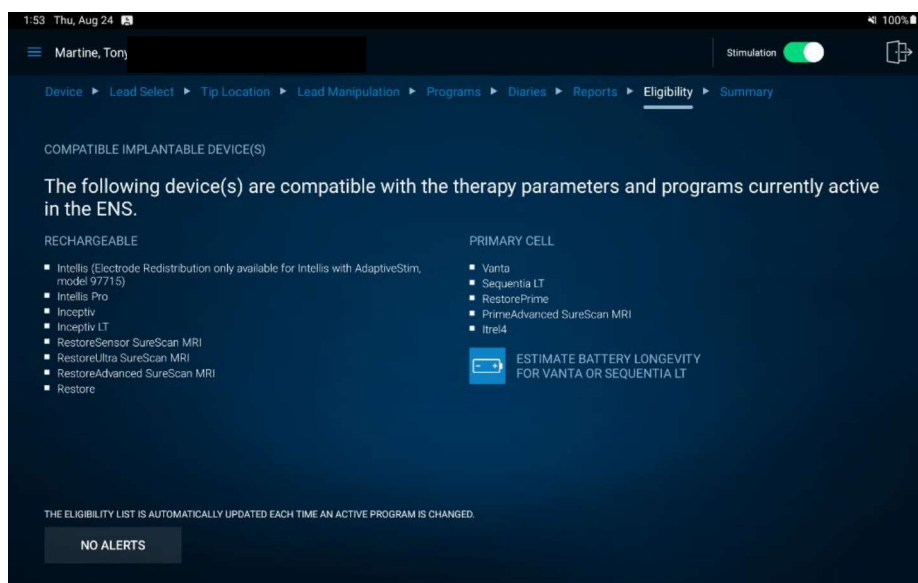 1:53 Thu, Aug 24
100%
Martine, Tony
Stimulation
Device ▶ Lead Select ▶ Tip Location ▶ Lead Manipulation ▶ Programs ▶ Diaries ▶ Reports ▶ Eligibility ▶ Summary
COMPATIBLE IMPLANTABLE DEVICE(S)
The following device(s) are compatible with the therapy parameters and programs currently active
in the ENS.
RECHARGEABLE
▪ Intellis (Electrode Redistribution only available for Intellis with AdaptiveStim,
model 97715)
▪ Intellis Pro
▪ Inceptiv
▪ Inceptiv LT
▪ RestoreSensor SureScan MRI
▪ RestoreUltra SureScan MRI
▪ RestoreAdvanced SureScan MRI
▪ Restore
PRIMARY CELL
▪ Vanta
▪ Sequentia LT
▪ RestorePrime
▪ PrimeAdvanced SureScan MRI
▪ Itrel4
ESTIMATE BATTERY LONGEVITY
FOR VANTA OR SEQUENTIA LT
THE ELIGIBILITY LIST IS AUTOMATICALLY UPDATED EACH TIME AN ACTIVE PROGRAM IS CHANGED.
NO ALERTS